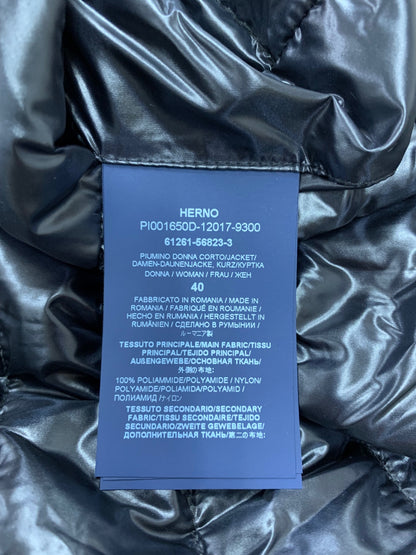 HERNO
PI001650D-12017-9300
61261-56823-3
PIUMINO DONNA CORTO/JACKET/
DAMEN-DAUNENJACKE, KURZ/КУРТКА
DONNA / WOMAN / FRAU / ЖЕН
40
FABBRICATO IN ROMANIA / MADE IN
ROMANIA / FABRIQUÉ EN ROUMANIE /
HECHO EN RUMANIA / HERGESTELLT IN
RUMÄNIEN / СДЕЛАНО В РУМЫНИИ /
ルーマニア製
TESSUTO PRINCIPALE/MAIN FABRIC/TISSU
PRINCIPAL/TEJIDO PRINCIPAL/
AUßENGEWEBE/ОСНОВНАЯ ТКАНЬ/
外側の布地:
100% POLIAMMIDE/POLYAMIDE / NYLON/
POLYAMIDE/POLIAMIDA/POLYAMID/
ПОЛИАМИД /ナイロン
TESSUTO SECONDARIO/SECONDARY
FABRIC/TISSU SECONDAIRE/TEJIDO
SECUNDARIO/ZWEITE GEWEBELAGE/
ДОПОЛНИТЕЛЬНАЯ ТКАНЬ/第二の布地: